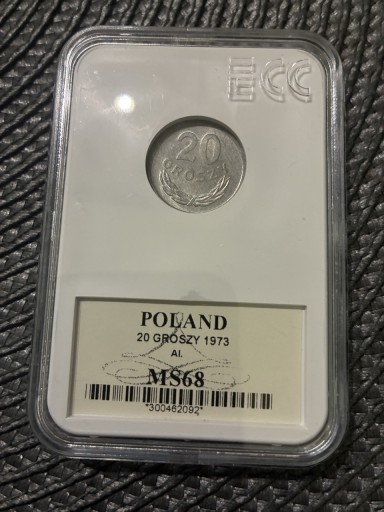 ECC
20
GROSZY
POLAND
20 GROSZY 1973
Al.
MS68
*300462092*